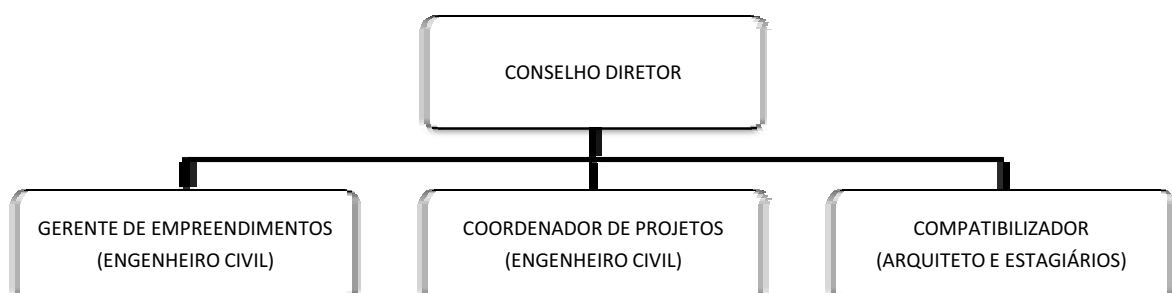 CONSELHO DIRETOR
GERENTE DE EMPREENDIMENTOS
(ENGENHEIRO CIVIL)
COORDENADOR DE PROJETOS
(ENGENHEIRO CIVIL)
COMPATIBILIZADOR
(ARQUITETO E ESTAGIÁRIOS)